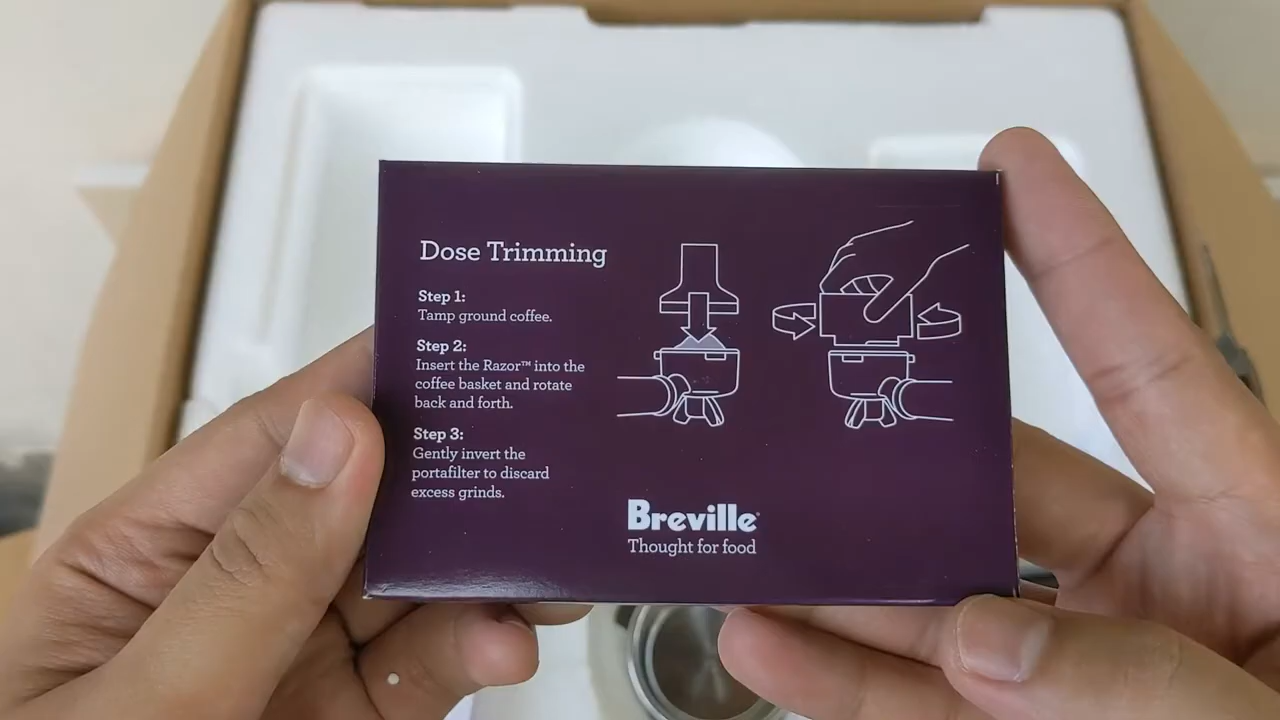 Dose Trimming
Step 1:
Tamp ground coffee.
Step 2:
Insert the Razor™ into the
coffee basket and rotate
back and forth.
Step 3:
Gently invert the
portafilter to discard
excess grinds.
Breville®
Thought for food